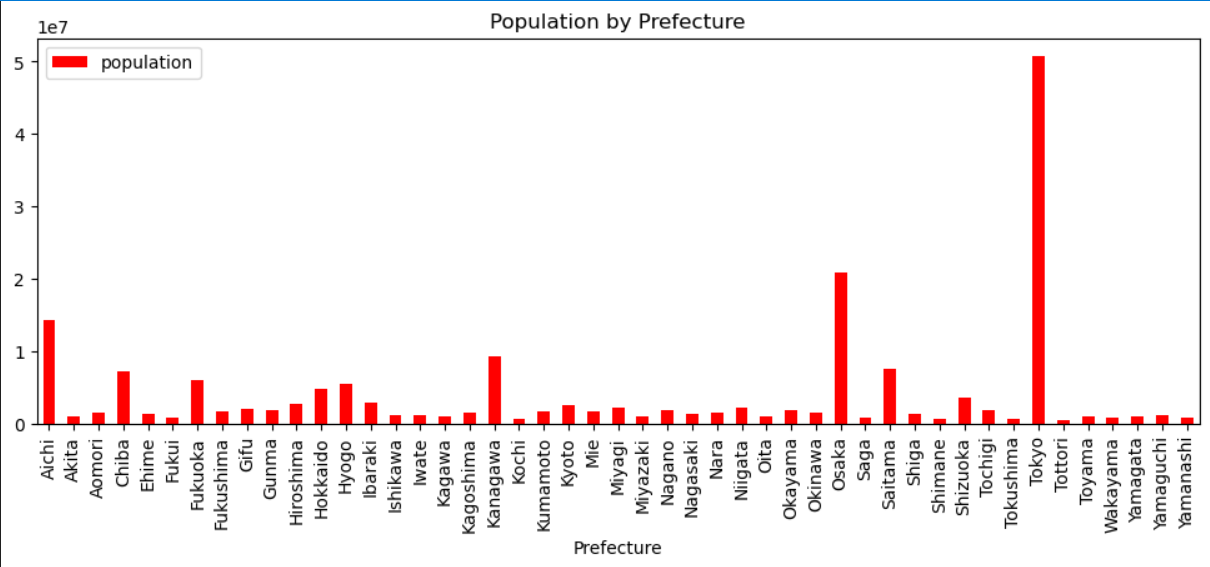 Population by Prefecture
1e7
population
5
4
3
2
1
0
Aichi
Akita
Aomori
Chiba
Ehime
Fukui
Fukuoka
Fukushima
Gifu
Gunma
Hiroshima
Hokkaido
Hyogo
Ibaraki
Ishikawa
Iwate
Kagawa
Kagoshima
Kanagawa
Kochi
Kumamoto
Kyoto
Mie
Miyagi
Miyazaki
Nagano
Nagasaki
Nara
Niigata
Oita
Okayama
Okinawa
Osaka
Saga
Saitama
Shiga
Shimane
Shizuoka
Tochigi
Tokushima
Tokyo
Tottori
Toyama
Wakayama
Yamagata
Yamaguchi
Yamanashi
Prefecture